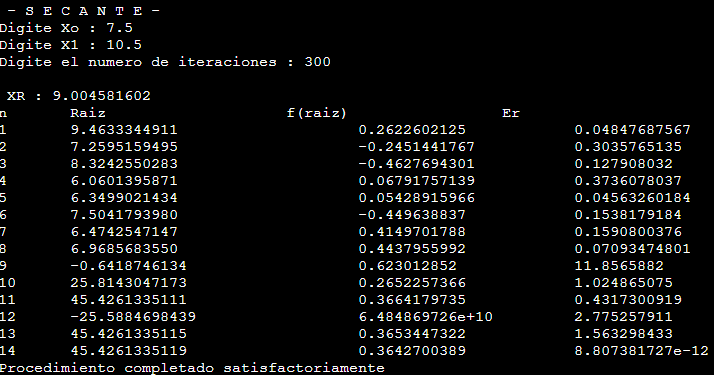 - S E C A N T E -
Digite Xo : 7.5
Digite X1 : 10.5
Digite el numero de iteraciones : 300
XR : 9.004581602
n Raiz f(raiz) Er
1 9.4633344911 0.2622602125 0.04847687567
2 7.2595159495 -0.2451441767 0.3035765135
3 8.3242550283 -0.4627694301 0.127908032
4 6.0601395871 0.06791757139 0.3736078037
5 6.3499021434 0.05428915966 0.04563260184
6 7.5041793980 -0.449638837 0.1538179184
7 6.4742547147 0.4149701788 0.1590800376
8 6.9685683550 0.4437955992 0.07093474801
9 -0.6418746134 0.623012852 11.8565882
10 25.8143047173 0.2652257366 1.024865075
11 45.4261335111 0.3664179735 0.4317300919
12 -25.5884698439 6.484869726e+10 2.775257911
13 45.4261335115 0.3653447322 1.563298433
14 45.4261335119 0.3642700389 8.807381727e-12
Procedimiento completado satisfactoriamente